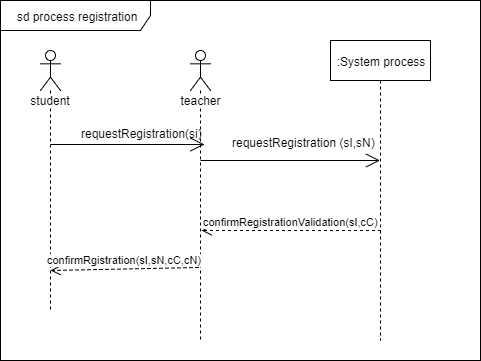 sd process registration
student
teacher
:System process
requestRegistration(si)
requestRegistration (sI,sN)
confirmRegistrationValidation(sI,cC)
confirmRgistration(sI,sN,cC,cN)